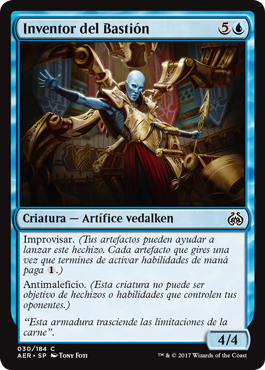 Inventor del Bastión 5
Criatura — Artífice vedalken
Improvisar. (Tus artefactos pueden ayudar a
lanzar este hechizo. Cada artefacto que gires una
vez que termines de activar habilidades de maná
paga 1.)
Antimaleficio. (Esta criatura no puede ser
objetivo de hechizos o habilidades que controlen tus
oponentes.)
“Esta armadura trasciende las limitaciones de la
carne”.
4/4
030/184 C
AER • SP Tony Foti
™ & © 2017 Wizards of the Coast